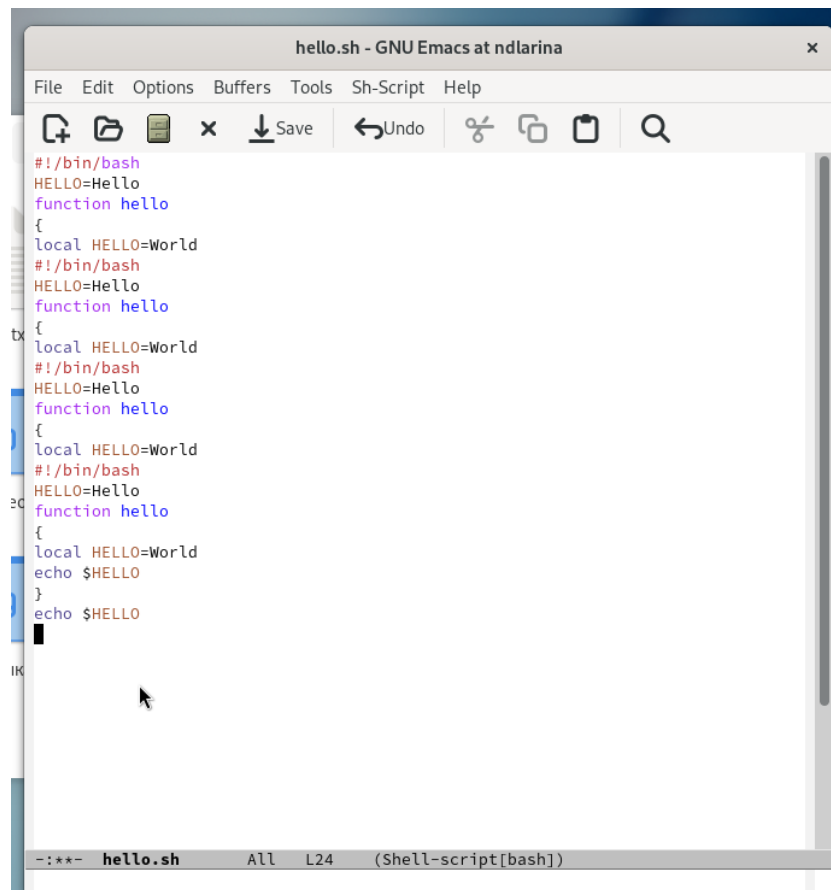 hello.sh - GNU Emacs at ndlarina
File Edit Options Buffers Tools Sh-Script Help
Save Undo
#!/bin/bash
HELLO=Hello
function hello
{
local HELLO=World
#!/bin/bash
HELLO=Hello
function hello
{
local HELLO=World
#!/bin/bash
HELLO=Hello
function hello
{
local HELLO=World
#!/bin/bash
HELLO=Hello
function hello
{
local HELLO=World
echo $HELLO
}
echo $HELLO
-:**- hello.sh All L24 (Shell-script[bash])